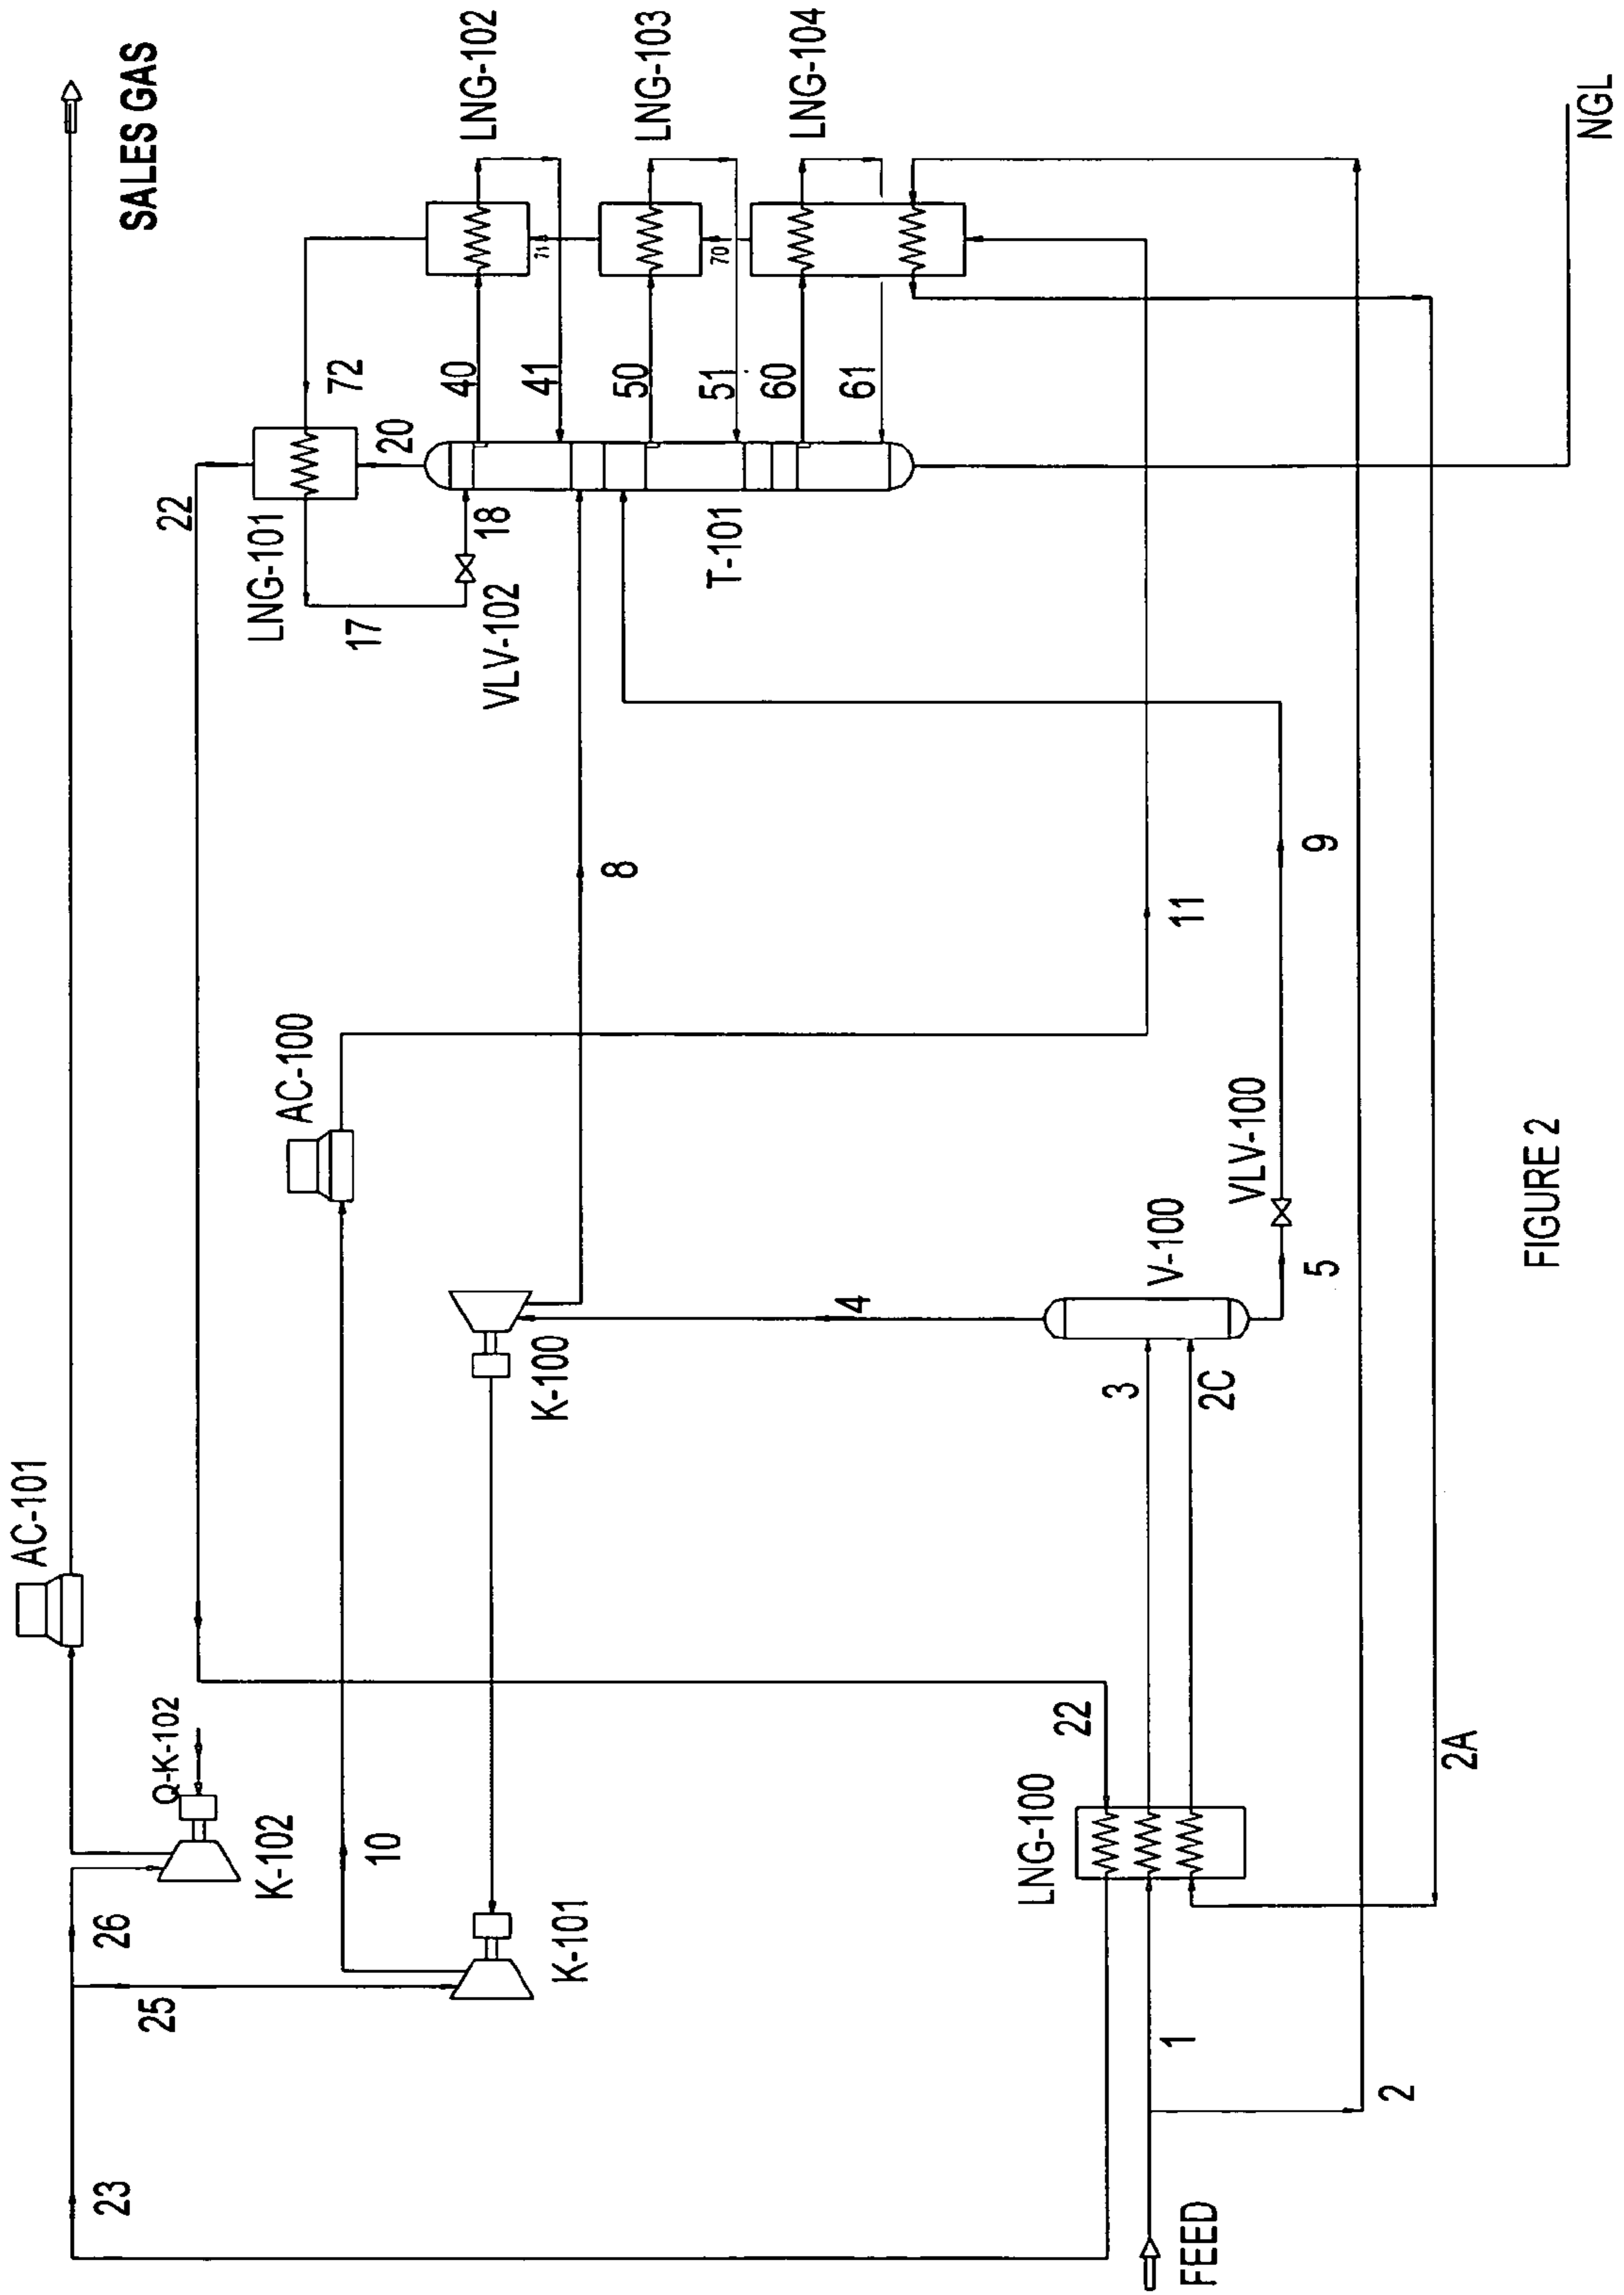 SALES GAS
AC-101
Q-K-102
K-102
26
23
25
10
K-101
22
AC-100
K-100
LNG-101
17
VLV-102
18
20
72
LNG-102
40
41
71
LNG-103
50
51
70
LNG-104
60
61
T-101
8
4
11
V-100
VLV-100
3
2C
5
9
22
LNG-100
2A
1
2
FEED
NGL
FIGURE 2